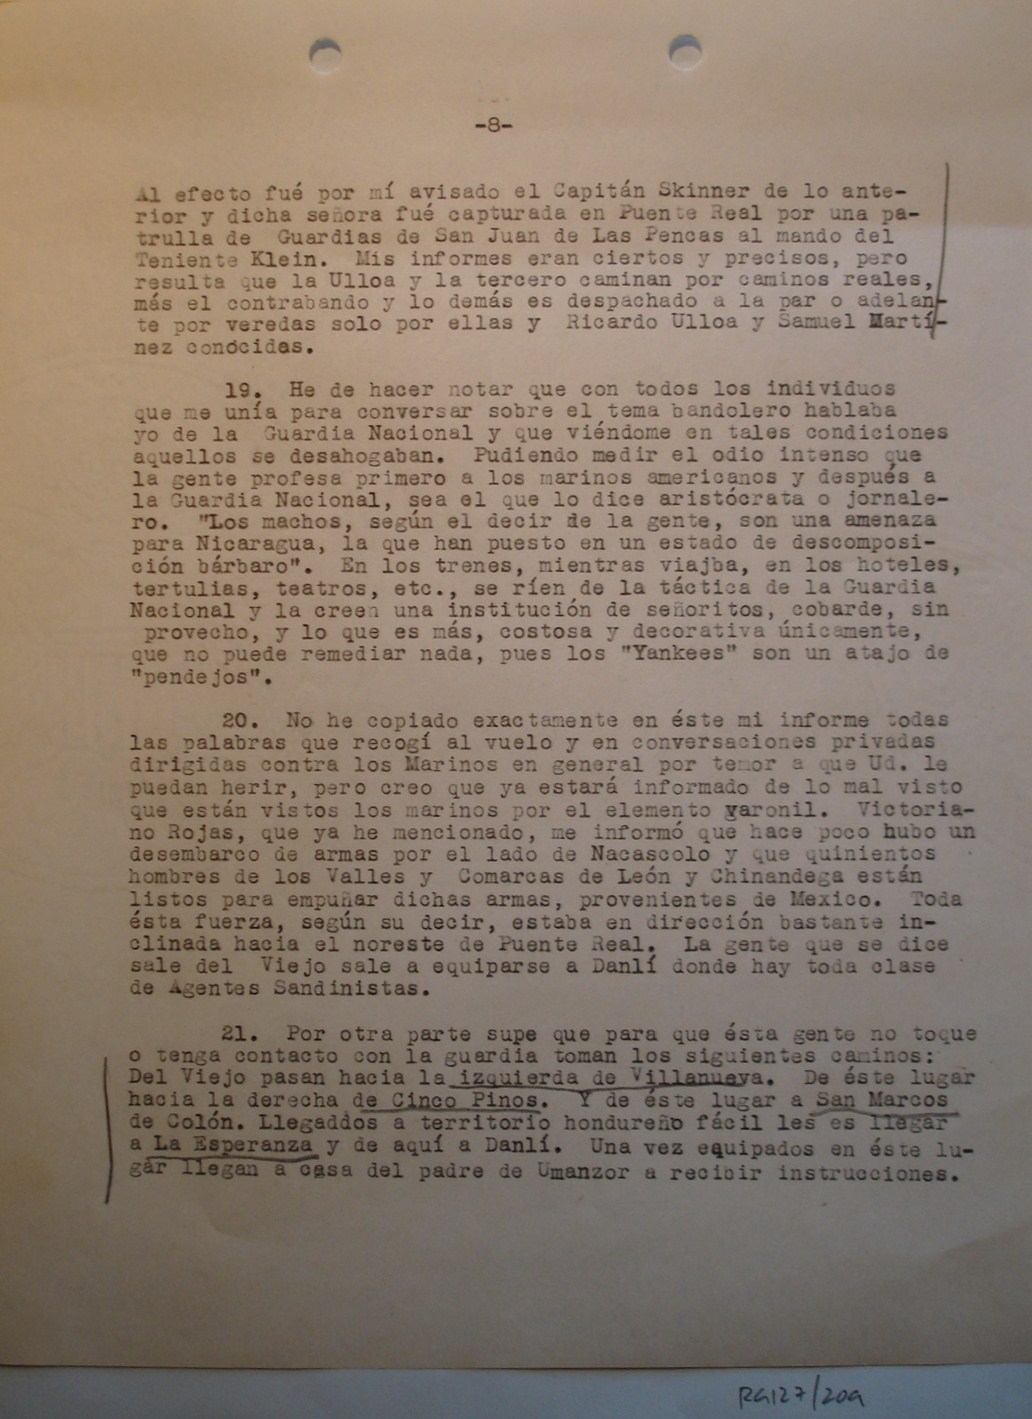 -8-
Al efecto fué por mí avisado el Capitán Skinner de lo ante-
rior y dicha señora fué capturada en Puente Real por una pa-
trulla de Guardias de San Juan de Las Pencas al mando del
Teniente Klein. Mis informes eran ciertos y precisos, pero
resulta que la Ulloa y la tercero caminan por caminos reales,
más el contrabando y lo demás es despachado a la par o adelan-
te por veredas solo por ellas y Ricardo Ulloa y Samuel Martí-
nez conócidas.
19. He de hacer notar que con todos los individuos
que me unía para conversar sobre el tema bandolero hablaba
yo de la Guardia Nacional y que viéndome en tales condiciones
aquellos se desahogaban. Pudiendo medir el odio intenso que
la gente profesa primero a los marinos americanos y después a
la Guardia Nacional, sea el que lo dice aristócrata o jornale-
ro. "Los machos, según el decir de la gente, son una amenaza
para Nicaragua, la que han puesto en un estado de descomposi-
ción bárbaro". En los trenes, mientras viajba, en los hoteles,
tertulias, teatros, etc., se ríen de la táctica de la Guardia
Nacional y la creen una institución de señoritos, cobarde, sin
provecho, y lo que es más, costosa y decorativa únicamente,
que no puede remediar nada, pues los "Yankees" son un atajo de
"pendejos".
20. No he copiado exactamente en éste mi informe todas
las palabras que recogí al vuelo y en conversaciones privadas
dirigidas contra los Marinos en general por temor a que Ud. le
puedan herir, pero creo que ya estará informado de lo mal visto
que están vistos los marinos por el elemento varonil. Victoria-
no Rojas, que ya he mencionado, me informó que hace poco hubo un
desembarco de armas por el lado de Nacascolo y que quinientos
hombres de los Valles y Comarcas de León y Chinandega están
listos para empuñar dichas armas, provenientes de Mexico. Toda
ésta fuerza, según su decir, estaba en dirección bastante in-
clinada hacia el noreste de Puente Real. La gente que se dice
sale del Viejo sale a equiparse a Danlí donde hay toda clase
de Agentes Sandinistas.
21. Por otra parte supe que para que ésta gente no toque
o tenga contacto con la guardia toman los siguientes caminos:
Del Viejo pasan hacia la izquierda de Villanueva. De éste lugar
hacia la derecha de Cinco Pinos. Y de éste lugar a San Marcos
de Colón. Llegaddos a territorio hondureño fácil les es llegar
a La Esperanza y de aquí a Danlí. Una vez equipados en éste lu-
gar llegan a casa del padre de Umanzor a recibir instrucciones.
RG127/209